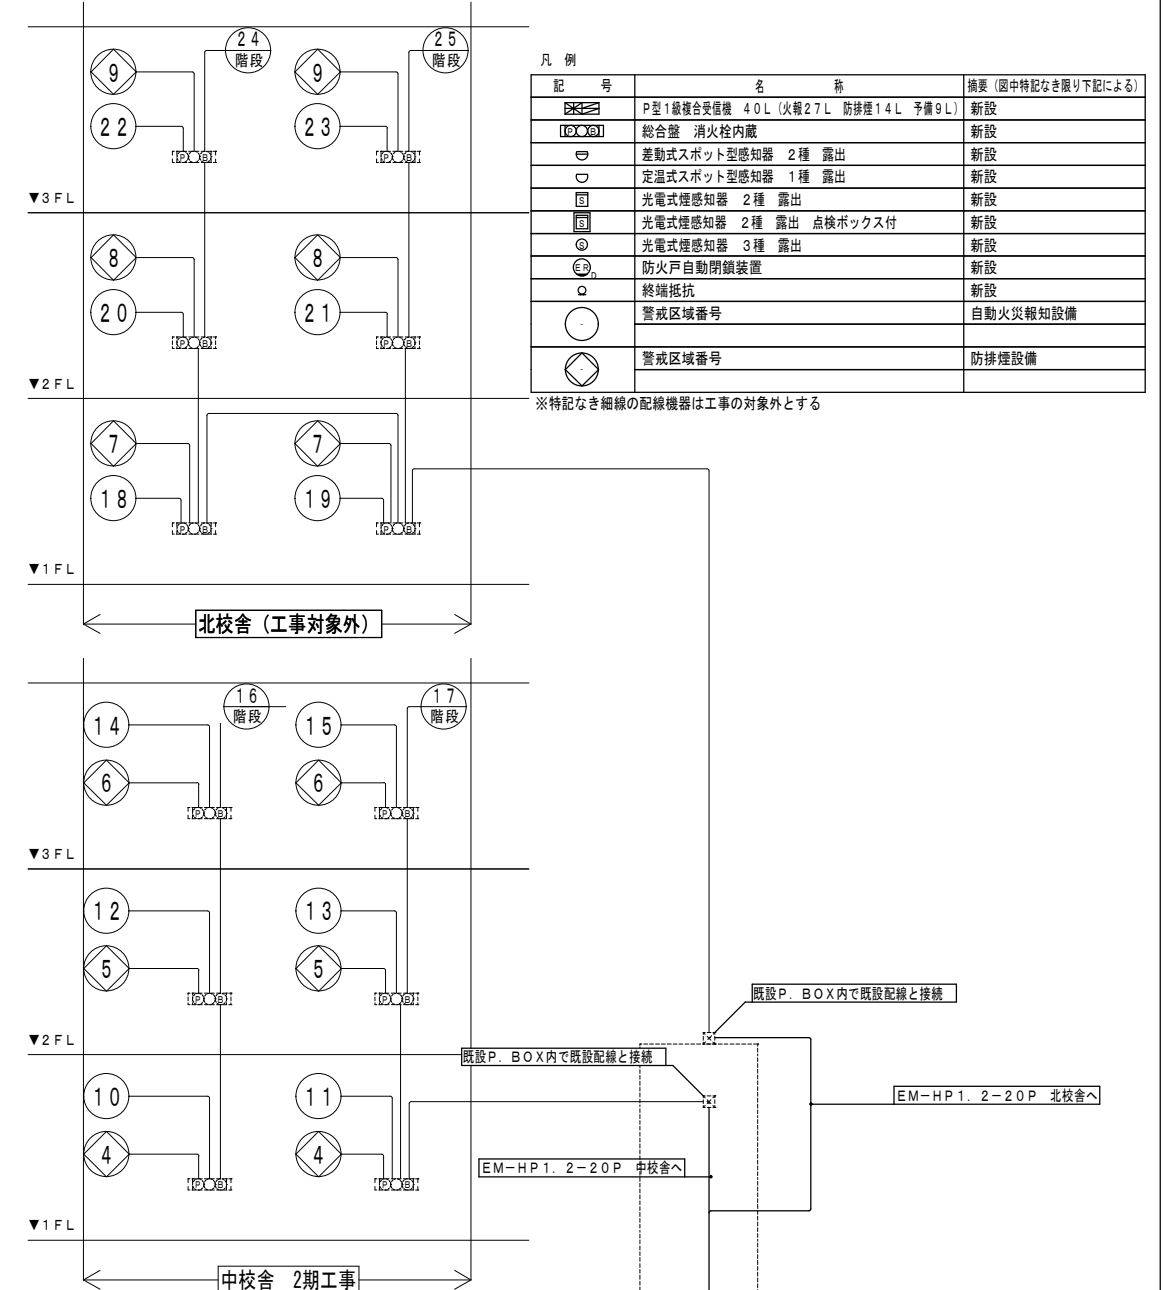 24
階段
25
階段
9
9
22
23
P B
P B
▼3FL
8
8
20
21
P B
P B
▼2FL
7
7
18
19
P B
P B
▼1FL
北校舎（工事対象外）
凡 例
記 号 名 称 摘要（図中特記なき限り下記による）
P型1級複合受信機 40L（火報27L 防排煙14L 予備9L） 新設
P B 総合盤 消火栓内蔵 新設
差動式スポット型感知器 2種 露出 新設
定温式スポット型感知器 1種 露出 新設
S 光電式煙感知器 2種 露出 新設
S 光電式煙感知器 2種 露出 点検ボックス付 新設
S 光電式煙感知器 3種 露出 新設
ER D 防火戸自動閉鎖装置 新設
終端抵抗 新設
- 警戒区域番号 自動火災報知設備
- 警戒区域番号 防排煙設備
※特記なき細線の配線機器は工事の対象外とする
16
階段
17
階段
14
15
6
6
P B
P B
▼3FL
12
13
5
5
P B
P B
▼2FL
10
11
4
4
P B
P B
▼1FL
中校舎 2期工事
既設P．BOX内で既設配線と接続
既設P．BOX内で既設配線と接続
EM－HP1．2－20P 北校舎へ
EM－HP1．2－20P 中校舎へ